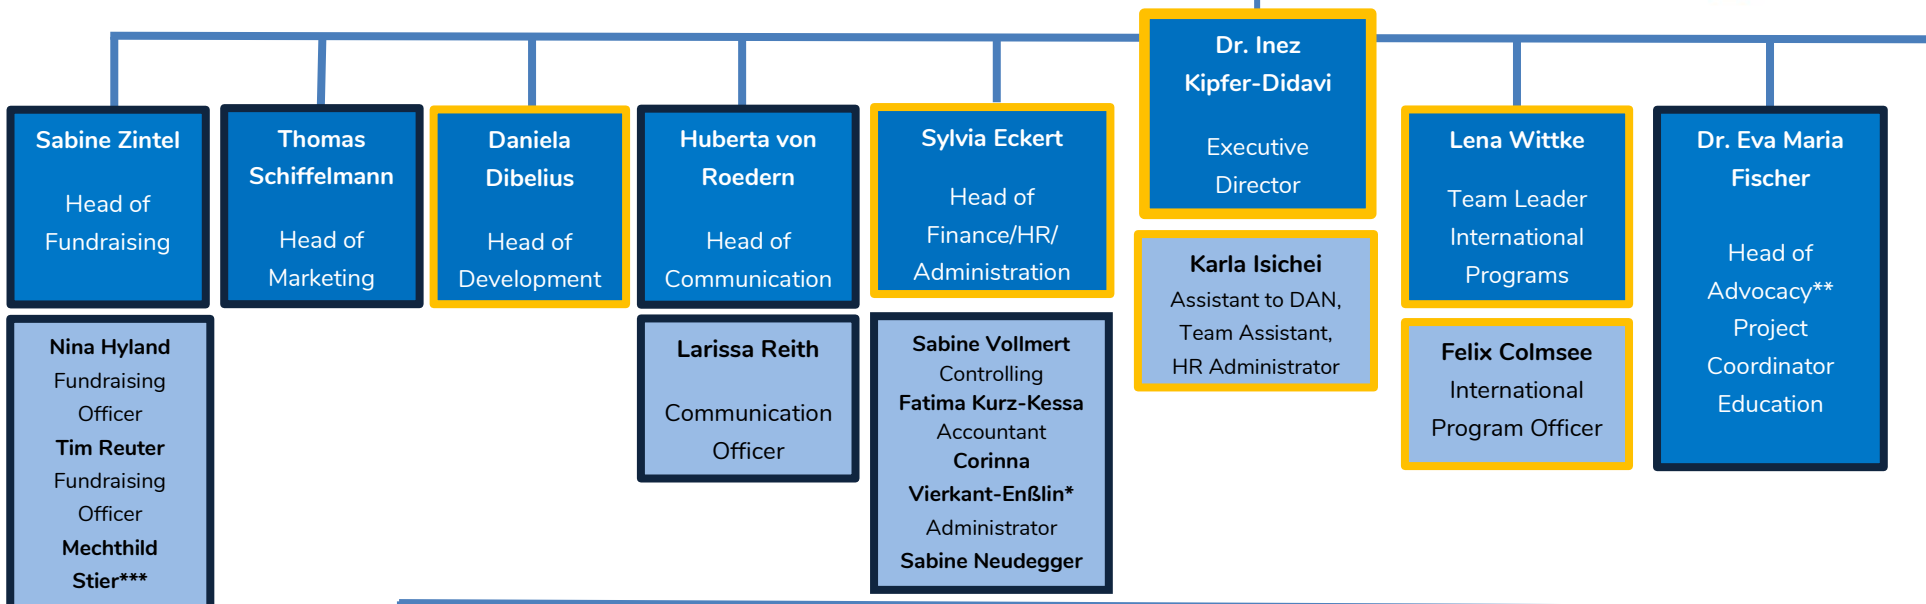 Dr. Inez
Kipfer-Didavi
Executive
Director
Sabine Zintel
Head of
Fundraising
Thomas
Schiffelmann
Head of
Marketing
Daniela
Dibelius
Head of
Development
Huberta von
Roedern
Head of
Communication
Sylvia Eckert
Head of
Finance/HR/
Administration
Lena Wittke
Team Leader
International
Programs
Dr. Eva Maria
Fischer
Head of
Advocacy**
Project
Coordinator
Education
Karla Isichei
Assistant to DAN,
Team Assistant,
HR Administrator
Nina Hyland
Fundraising
Officer
Tim Reuter
Fundraising
Officer
Mechthild
Stier***
Larissa Reith
Communication
Officer
Sabine Vollmert
Controlling
Fatima Kurz-Kessa
Accountant
Corinna
Vierkant-Enßlin*
Administrator
Sabine Neudegger
Felix Colmsee
International
Program Officer